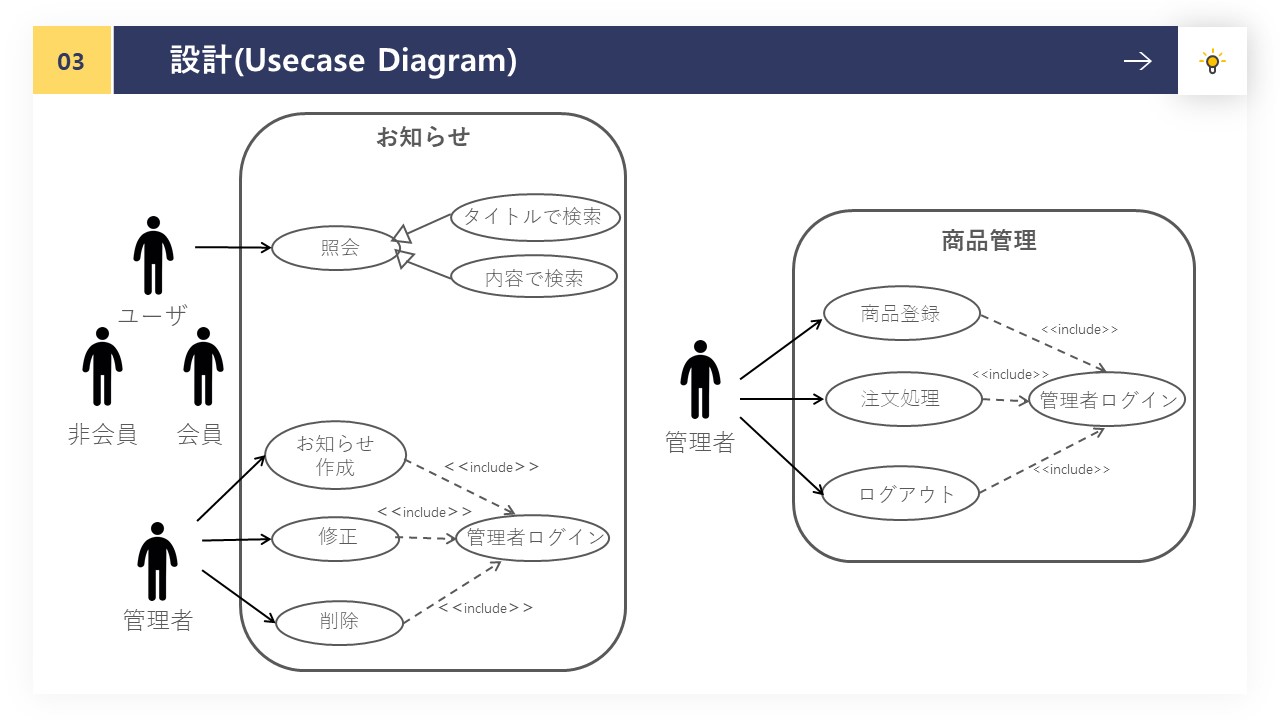 03
設計(Usecase Diagram)
お知らせ
タイトルで検索
照会
内容で検索
ユーザ
非会員
会員
お知らせ
作成
<<include>>
<<include>>
修正
管理者ログイン
<<include>>
削除
管理者
商品管理
商品登録
<<include>>
<<include>>
注文処理
管理者ログイン
管理者
<<include>>
ログアウト